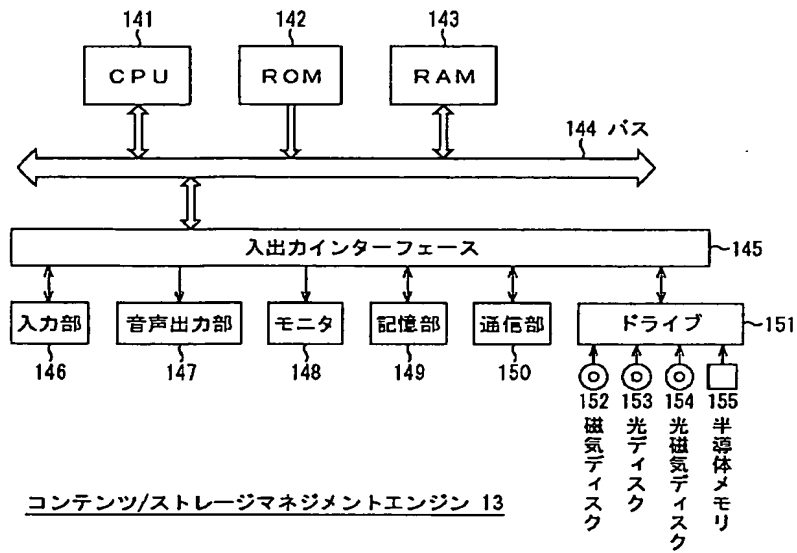 141
142
143
CPU
ROM
RAM
144 バス
入出力インターフェース
145
入力部
音声出力部
モニタ
記憶部
通信部
ドライブ
151
146
147
148
149
150
152
153
154
155
磁気ディスク
光ディスク
光磁気ディスク
半導体メモリ
コンテンツ/ストレージマネジメントエンジン 13